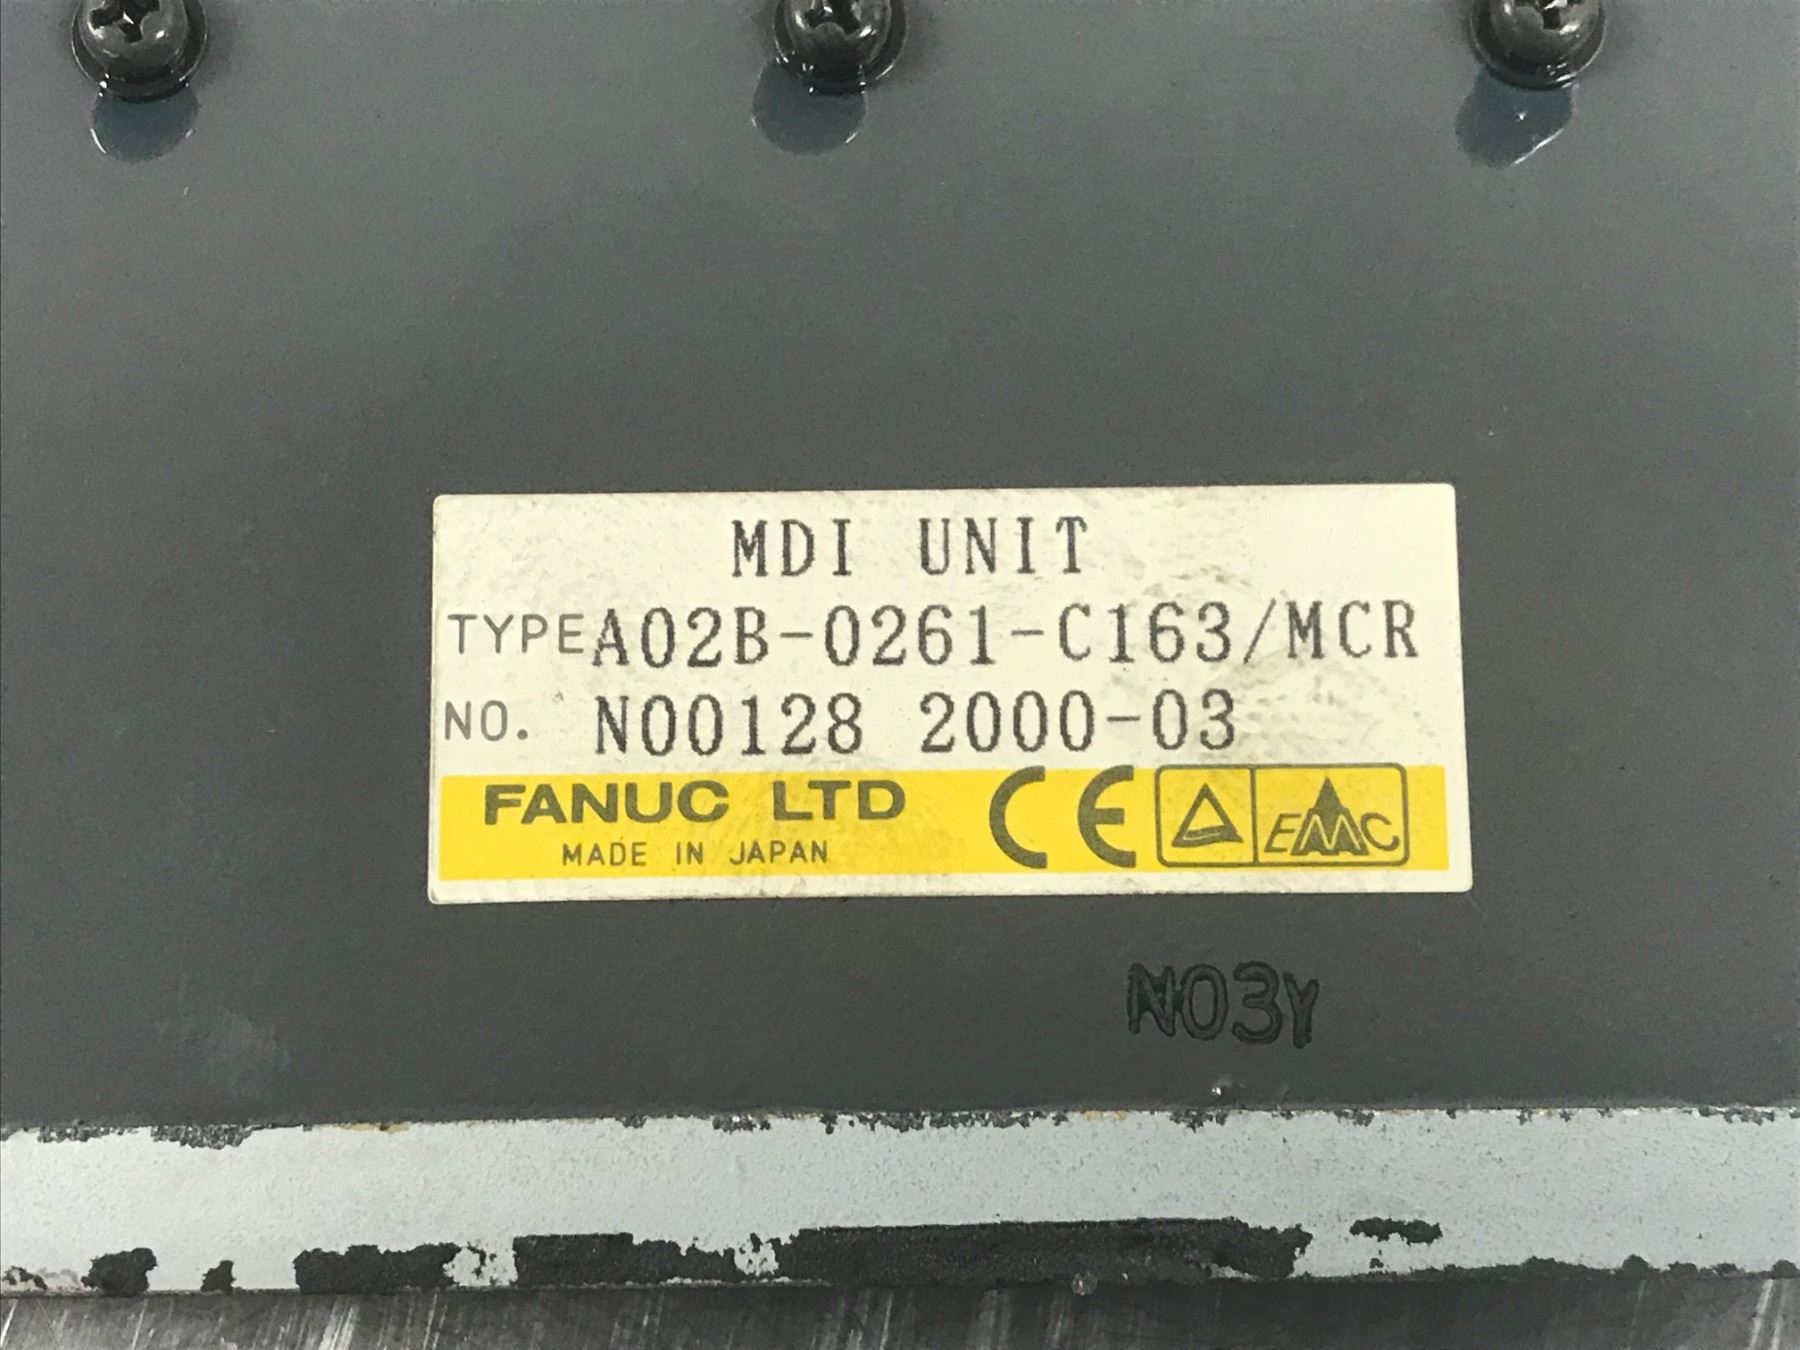 MDI UNIT
TYPE A02B-0261-C163/MCR
NO. N00128 2000-03
FANUC LTD CE EMC
MADE IN JAPAN
N03Y